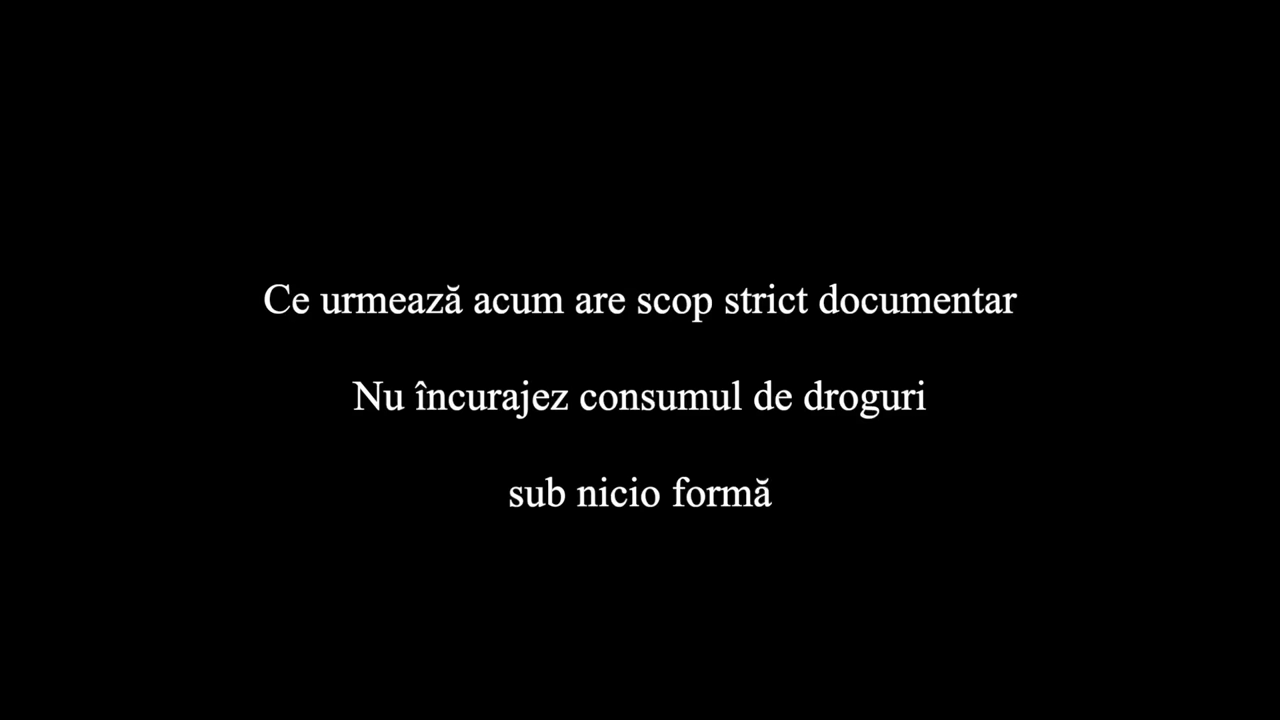 Ce urmează acum are scop strict documentar
Nu încurajez consumul de droguri
sub nicio formă